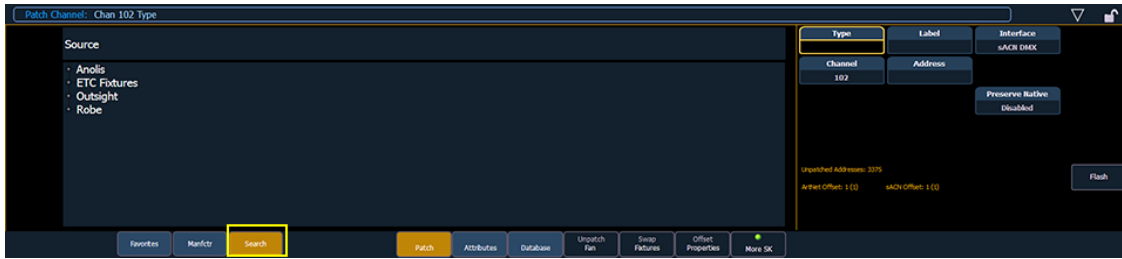 Patch Channel: Chan 102 Type
Source
· Anolis
· ETC Fixtures
· Outsight
· Robe
Type
Label
Interface
sACN DMX
Channel
102
Address
Preserve Native
Disabled
Unpatched Addresses: 3375
ArtNet Offset: 1 (1)
sACN Offset: 1 (1)
Flash
Favorites
Manfctr
Search
Patch
Attributes
Database
Unpatch
Fan
Swap
Fixtures
Offset
Properties
More SK